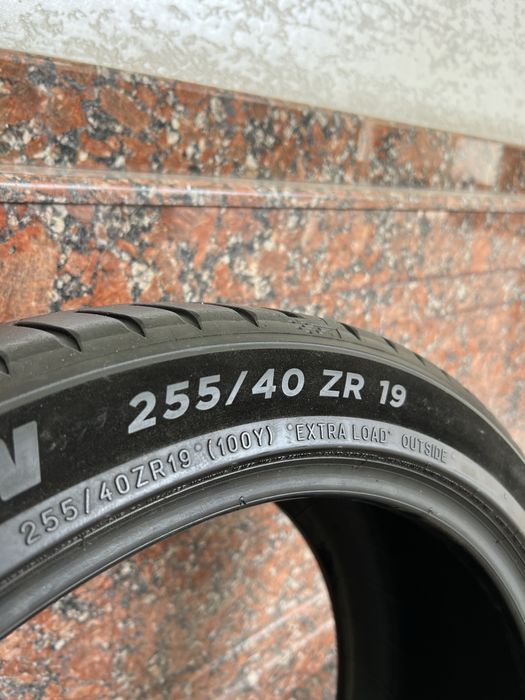 N 255/40 ZR 19
255/40ZR19 (100Y) EXTRA LOAD OUTSIDE